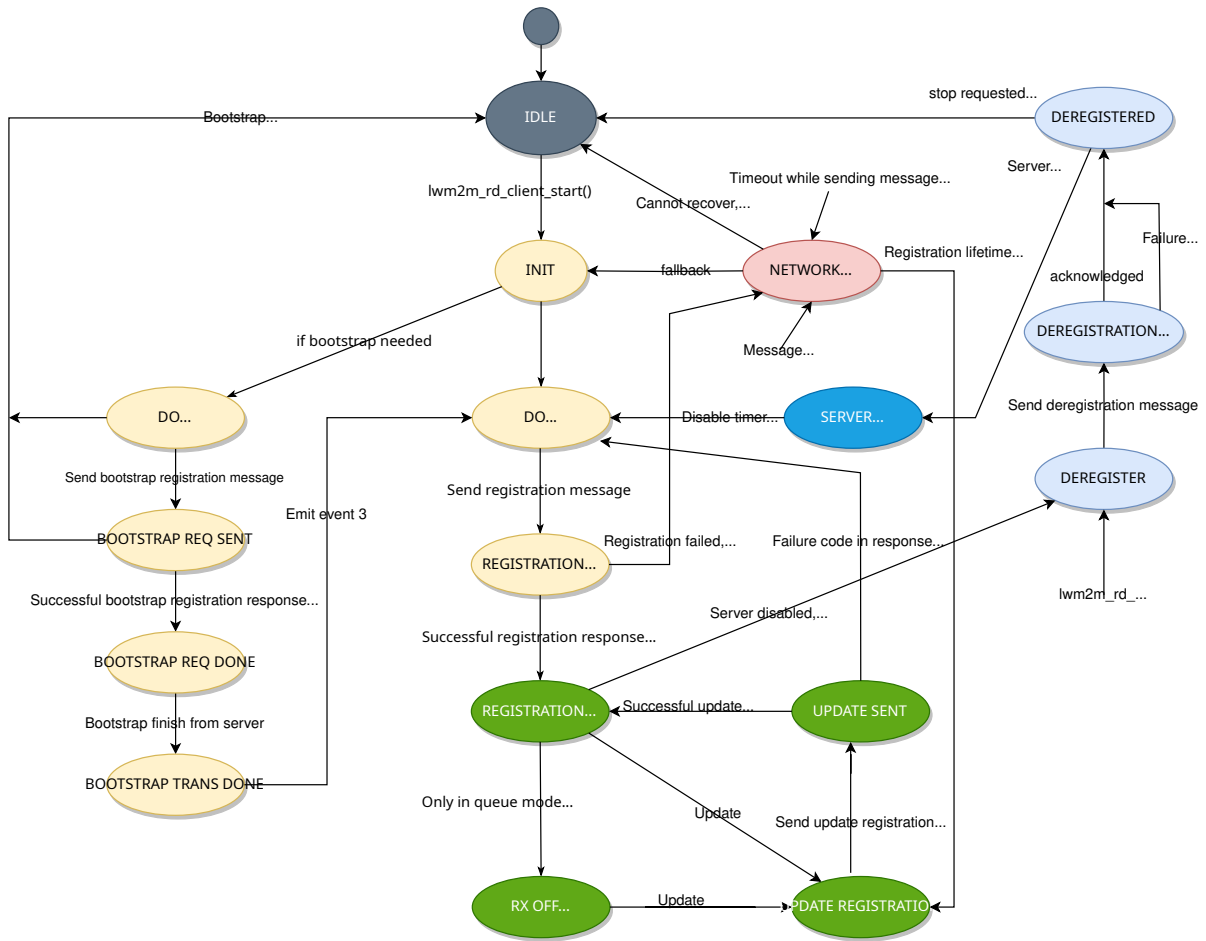 IDLE
DEREGISTERED
stop requested...
Bootstrap...
lwm2m_rd_client_start()
Timeout while sending message...
Cannot recover,...
Server...
Registration lifetime...
Failure...
INIT
fallback
NETWORK...
acknowledged
DEREGISTRATION...
if bootstrap needed
Message...
Send deregistration message
DO...
DO...
Disable timer...
SERVER...
Send bootstrap registration message
Send registration message
DEREGISTER
Emit event 3
BOOTSTRAP REQ SENT
Registration failed,...
Failure code in response...
REGISTRATION...
lwm2m_rd_...
Successful bootstrap registration response...
Server disabled,...
Successful registration response...
BOOTSTRAP REQ DONE
REGISTRATION...
Successful update...
UPDATE SENT
Bootstrap finish from server
BOOTSTRAP TRANS DONE
Only in queue mode...
Update
Send update registration...
RX OFF...
Update
UPDATE REGISTRATION